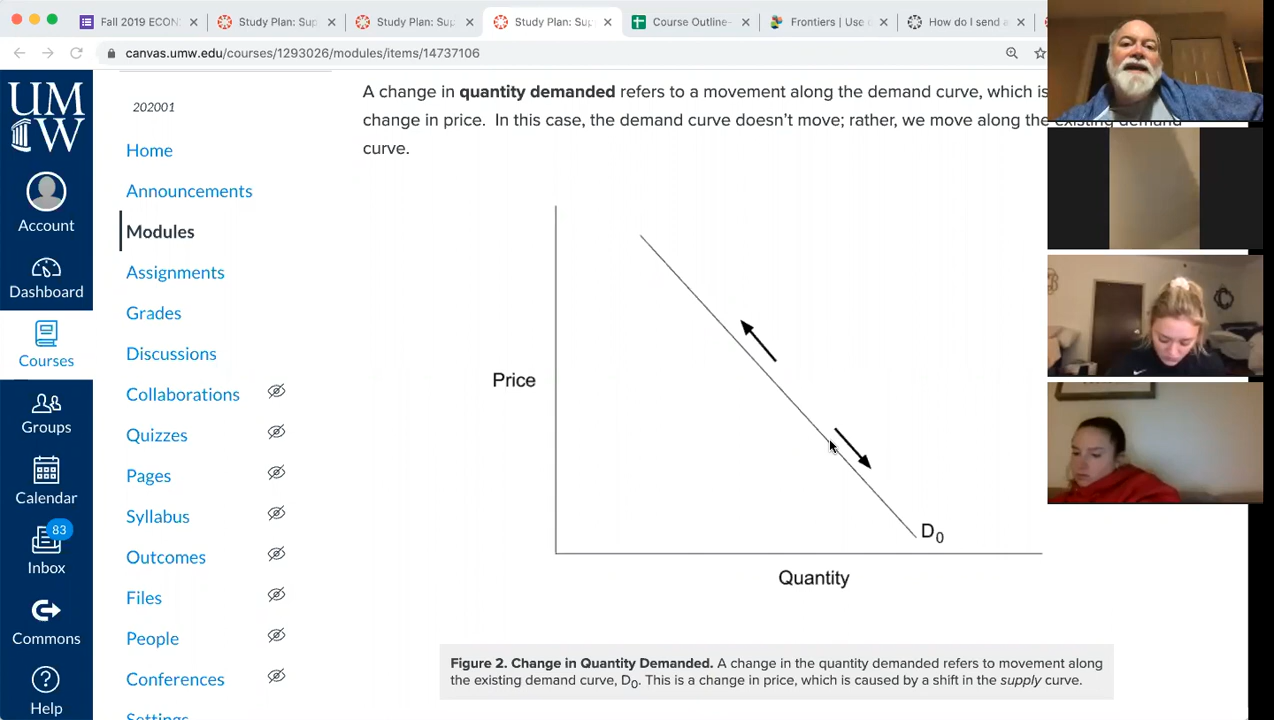 Fall 2019 ECON
Study Plan: Sup
Study Plan: Sup
Study Plan: Sup
Course Outline-
Frontiers | Use
How do I send a
canvas.umw.edu/courses/1293026/modules/items/14737106
UMW
Account
Dashboard
Courses
Groups
Calendar
83
Inbox
Commons
Help
202001
Home
Announcements
Modules
Assignments
Grades
Discussions
Collaborations
Quizzes
Pages
Syllabus
Outcomes
Files
People
Conferences
Settings
A change in quantity demanded refers to a movement along the demand curve, which is
change in price. In this case, the demand curve doesn't move; rather, we move along the existing demand
curve.
Price
D0
Quantity
Figure 2. Change in Quantity Demanded. A change in the quantity demanded refers to movement along
the existing demand curve, D0. This is a change in price, which is caused by a shift in the supply curve.